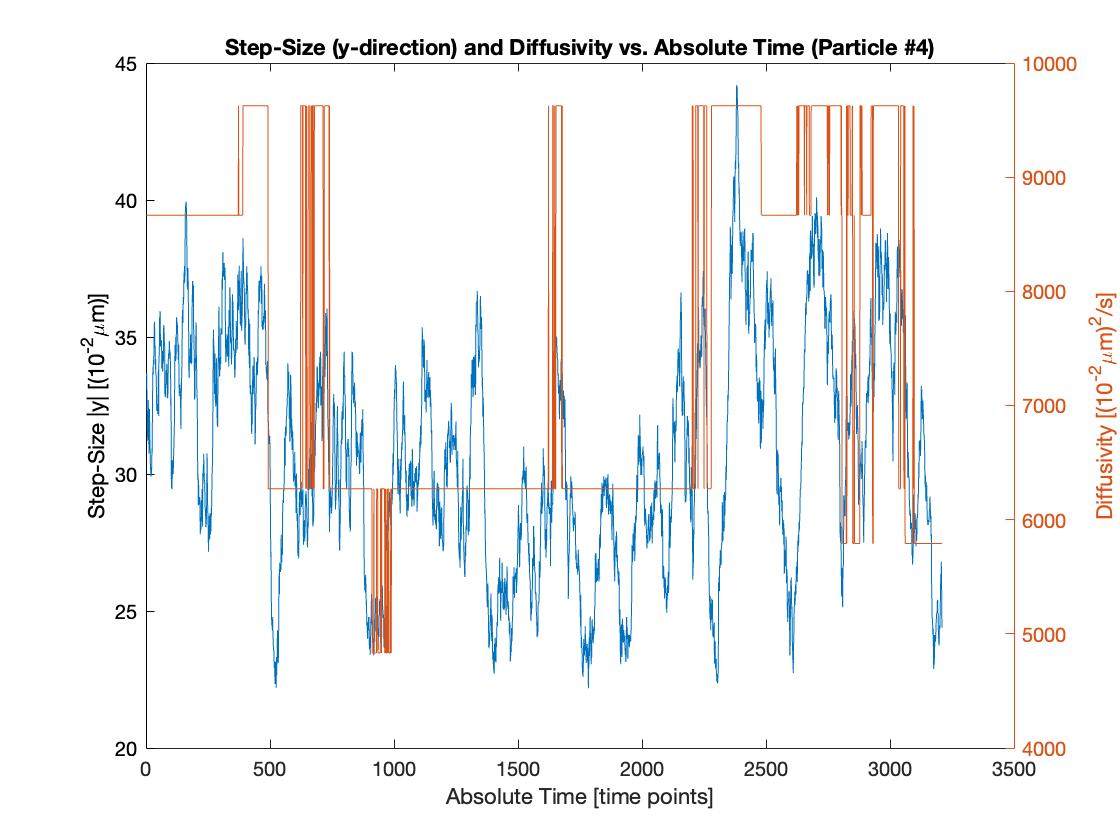 Step-Size (y-direction) and Diffusivity vs. Absolute Time (Particle #4)
45
40
35
30
25
20
Step-Size |y| [(10⁻² μm)]
10000
9000
8000
7000
6000
5000
4000
Diffusivity [(10⁻² μm)²/s]
0 500 1000 1500 2000 2500 3000 3500
Absolute Time [time points]